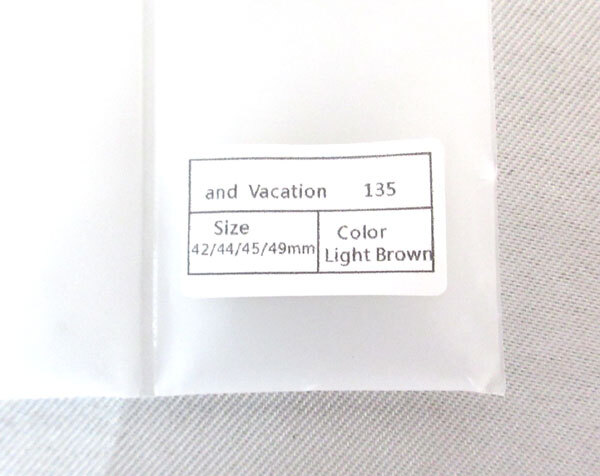 and Vacation 135
Size
42/44/45/49mm
Color
Light Brown